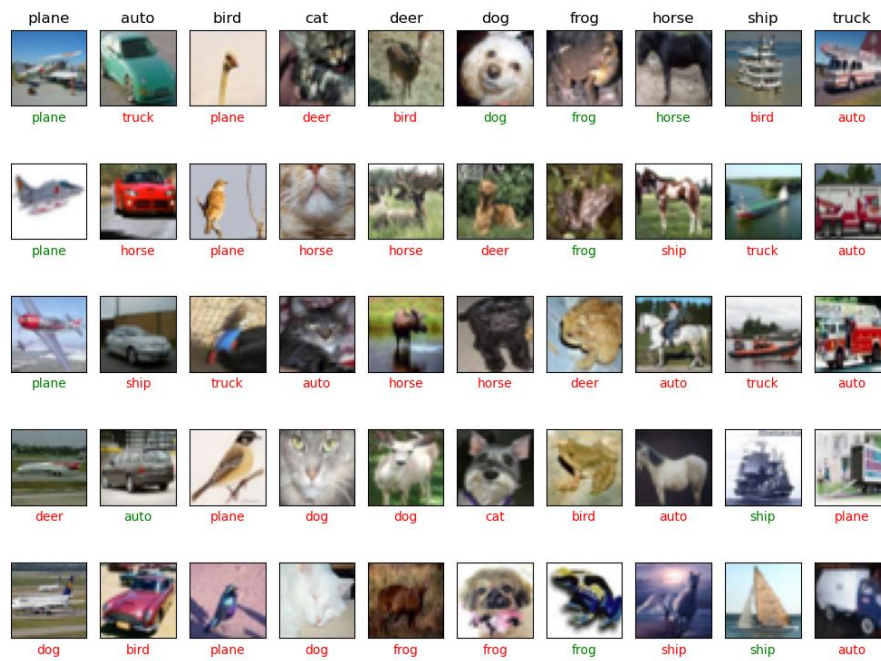 plane auto bird cat deer dog frog horse ship truck
plane truck plane deer bird dog frog horse bird auto
plane horse plane horse horse deer frog ship truck auto
plane ship truck auto horse horse deer auto truck auto
deer auto plane dog dog cat bird auto ship plane
dog bird plane dog frog frog frog ship ship auto